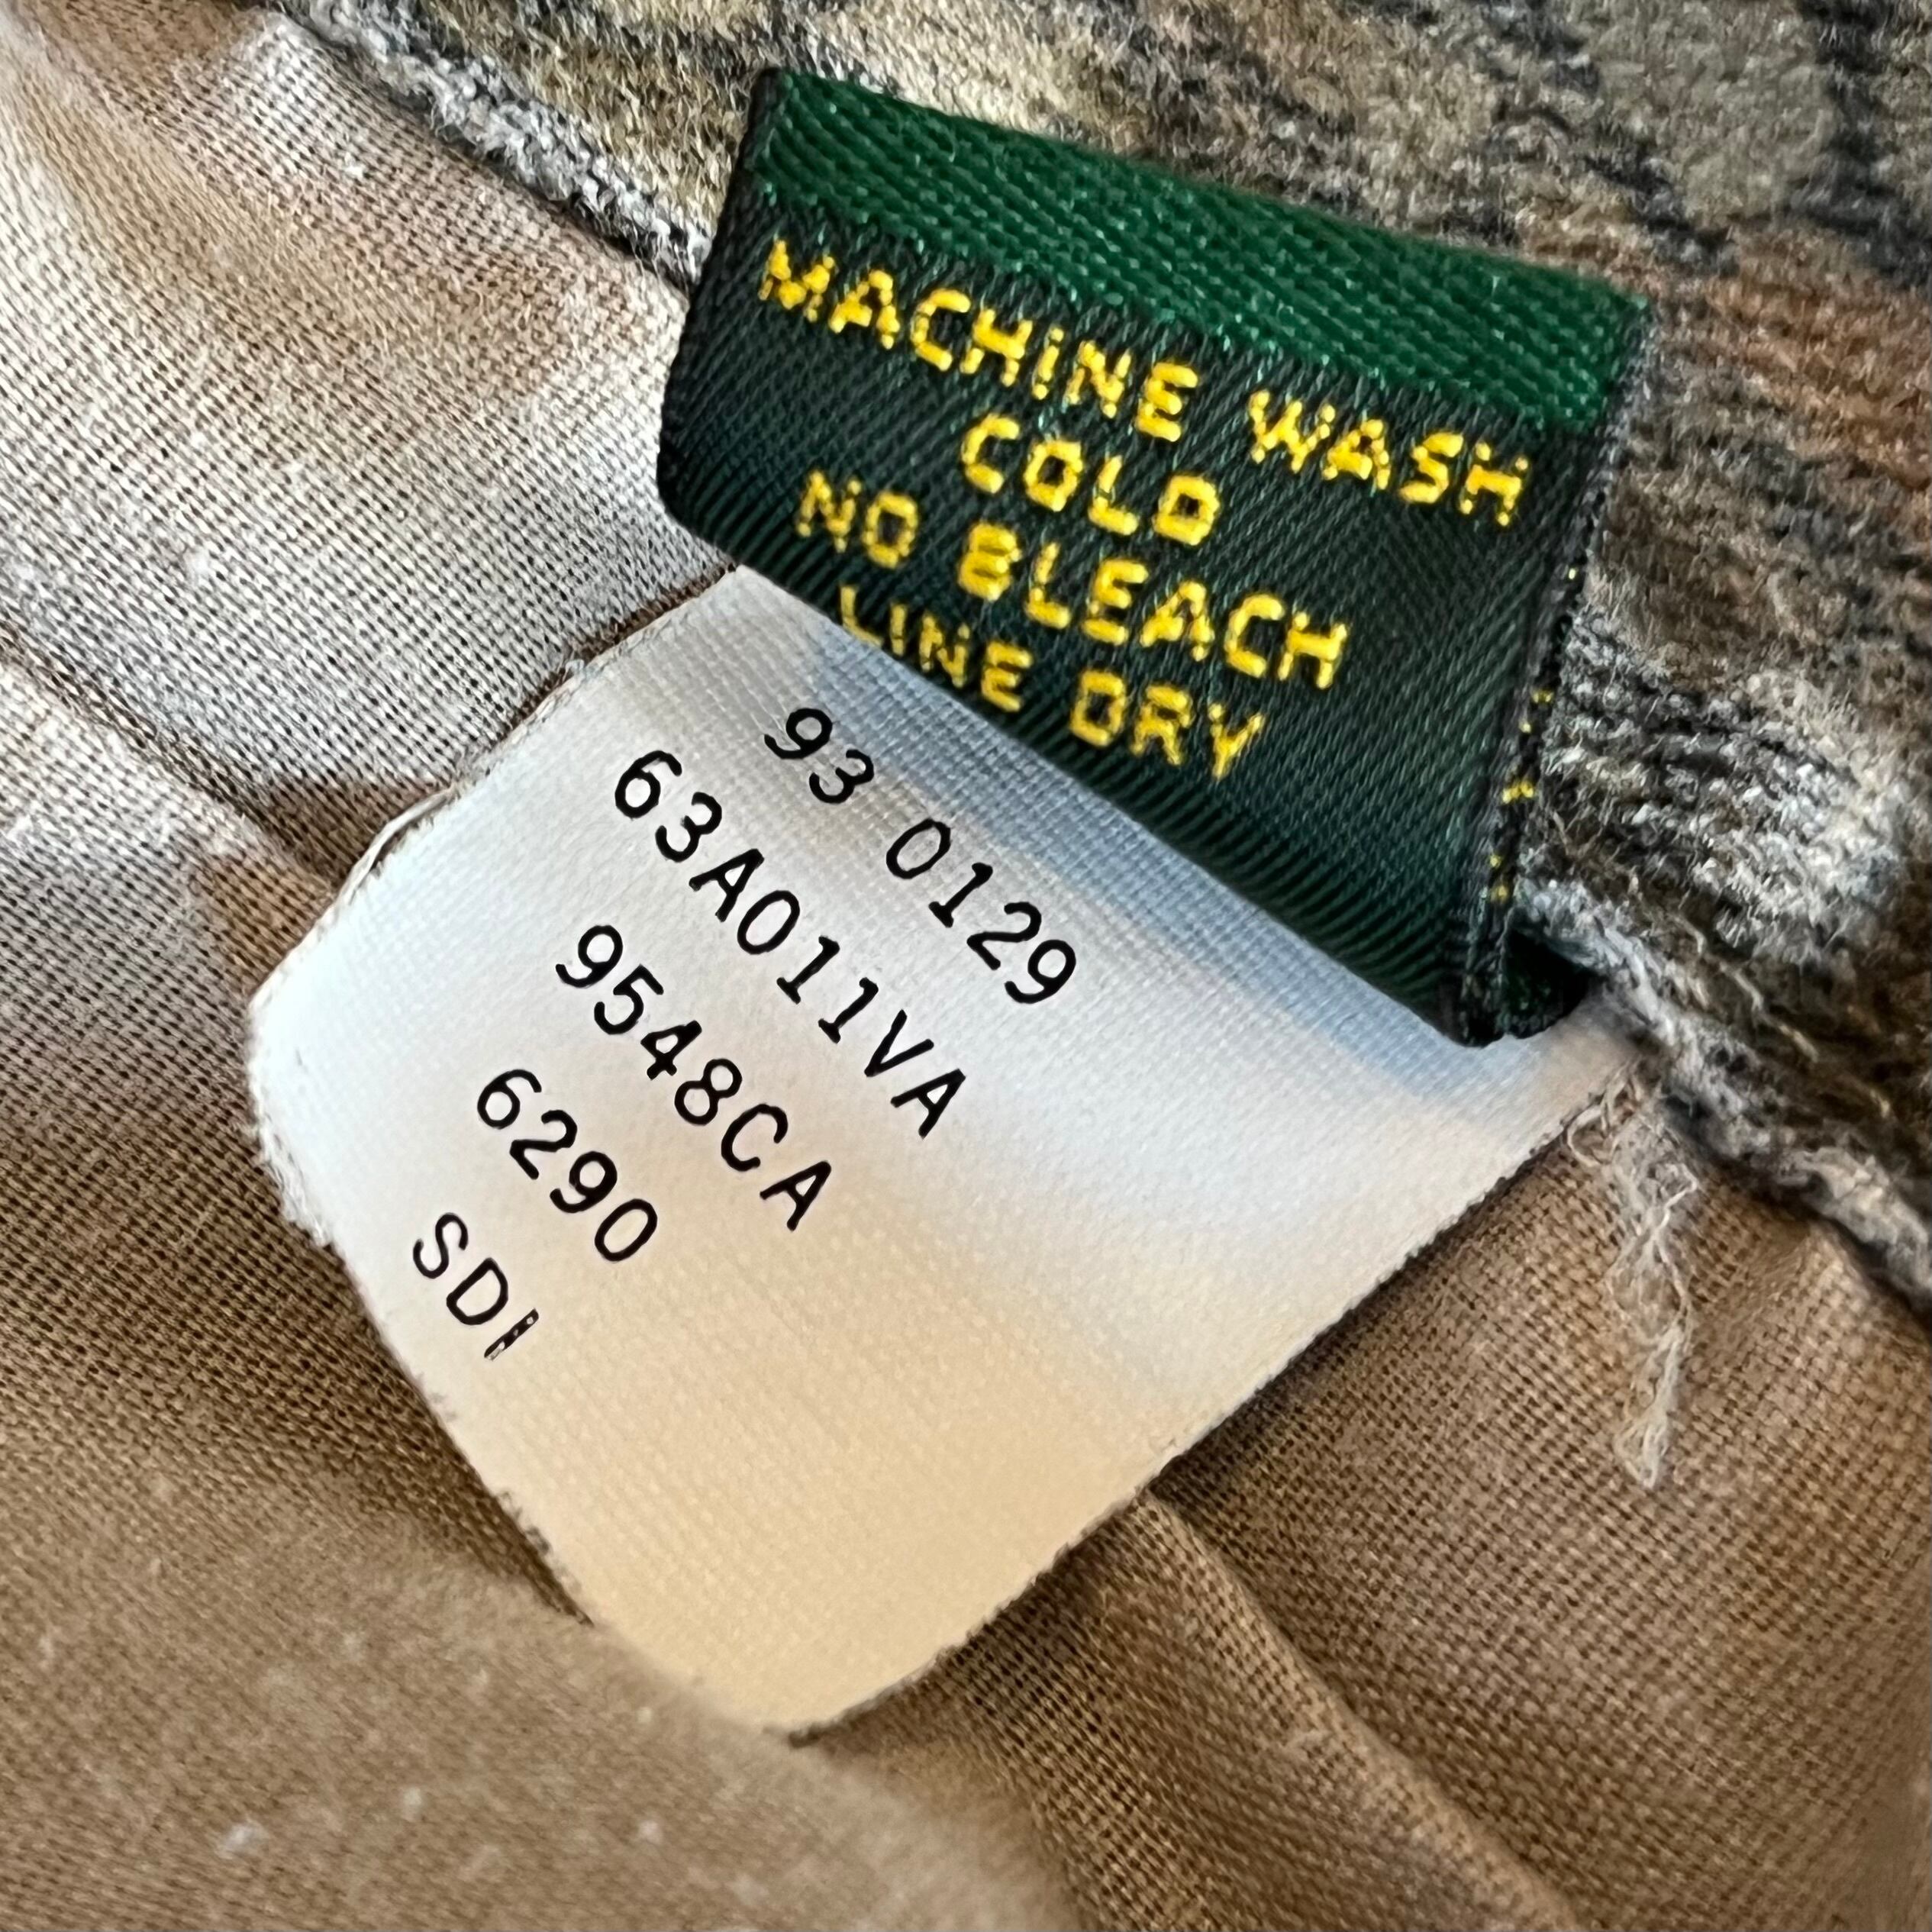 MACHINE WASH
COLD
NO BLEACH
LINE DRY
93 0129
63A011VA
9548CA
6290
SDI